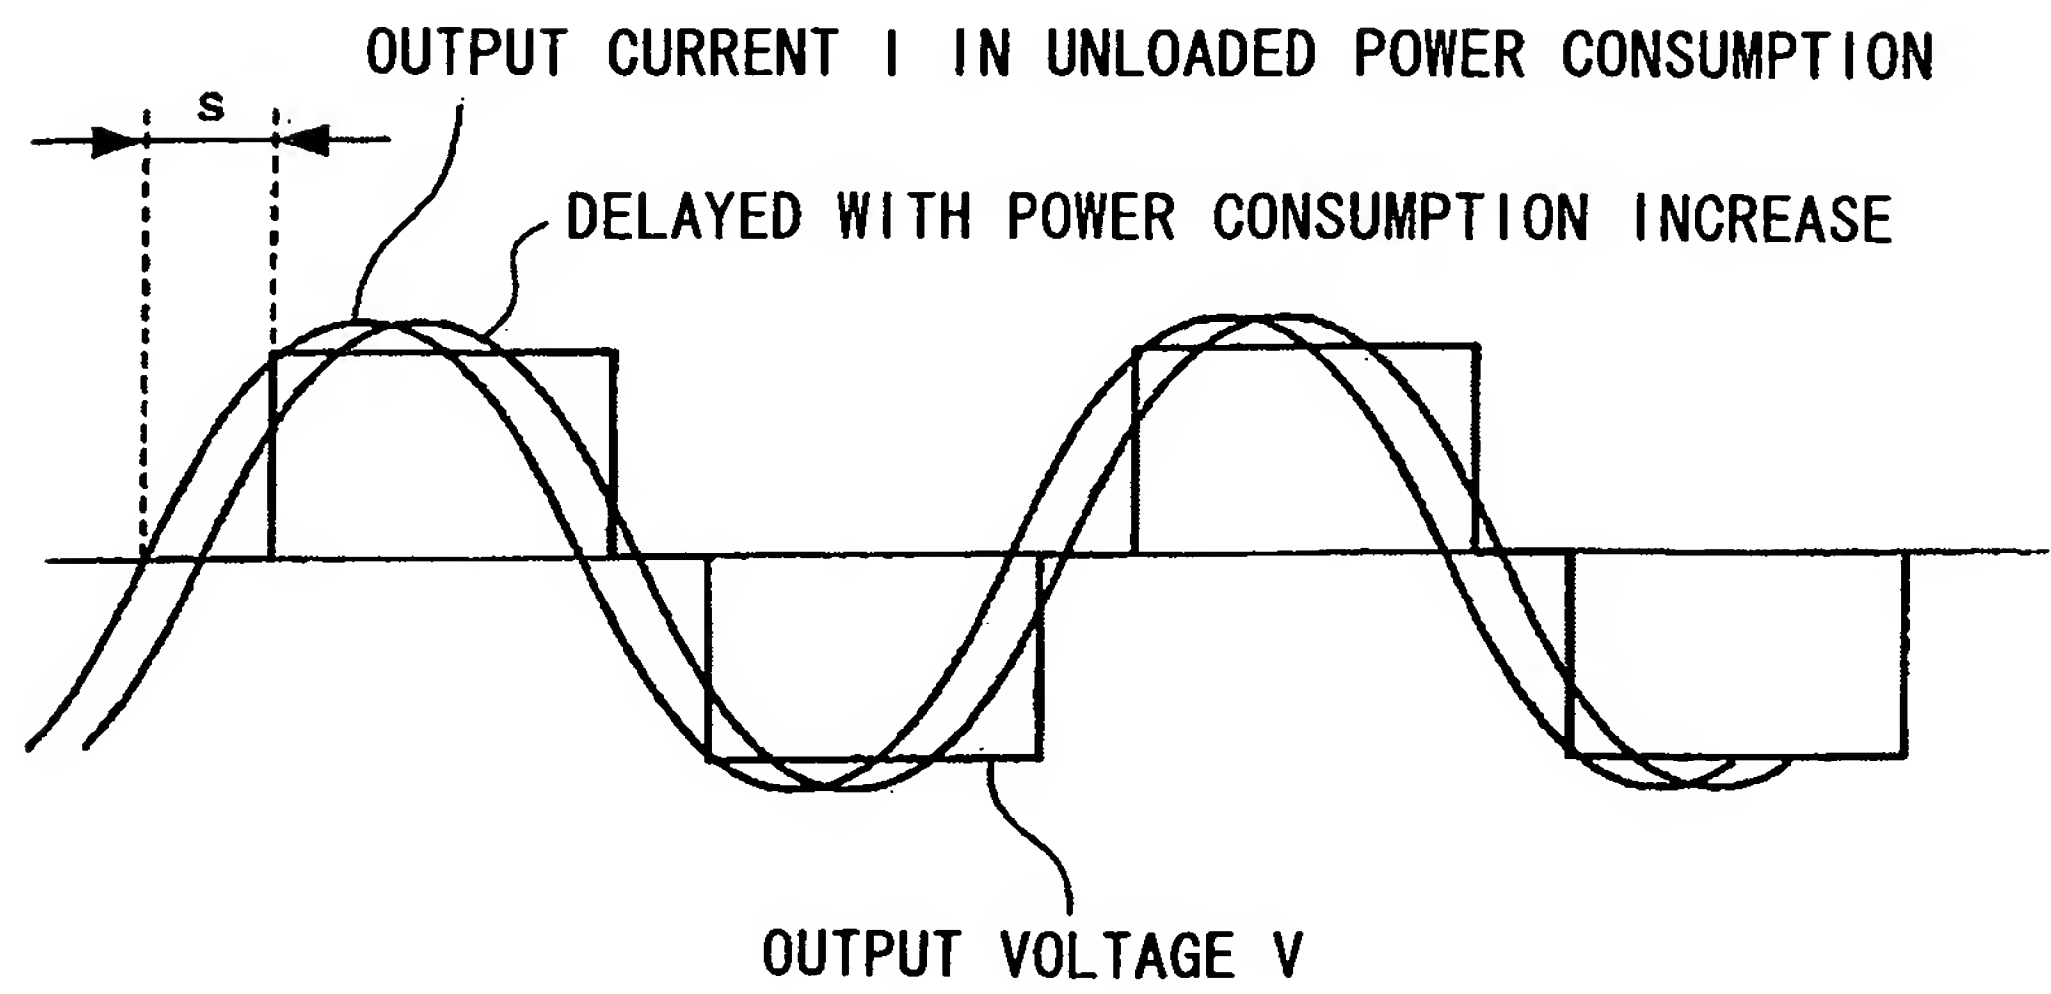 OUTPUT CURRENT I IN UNLOADED POWER CONSUMPTION
S
DELAYED WITH POWER CONSUMPTION INCREASE
OUTPUT VOLTAGE V